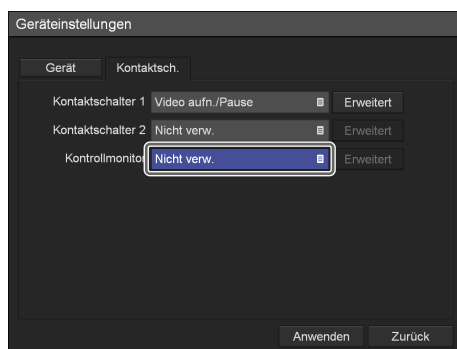 Geräteinstellungen
Gerät Kontaktsch.
Kontaktschalter 1 Video aufn./Pause Erweitert
Kontaktschalter 2 Nicht verw. Erweitert
Kontrollmonitor Nicht verw. Erweitert
Anwenden Zurück